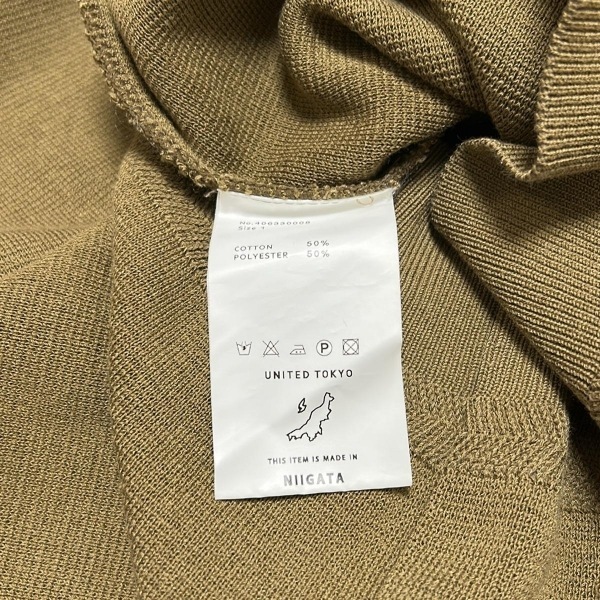 Size 1
COTTON 50%
POLYESTER 50%
P
UNITED TOKYO
THIS ITEM IS MADE IN
NIIGATA